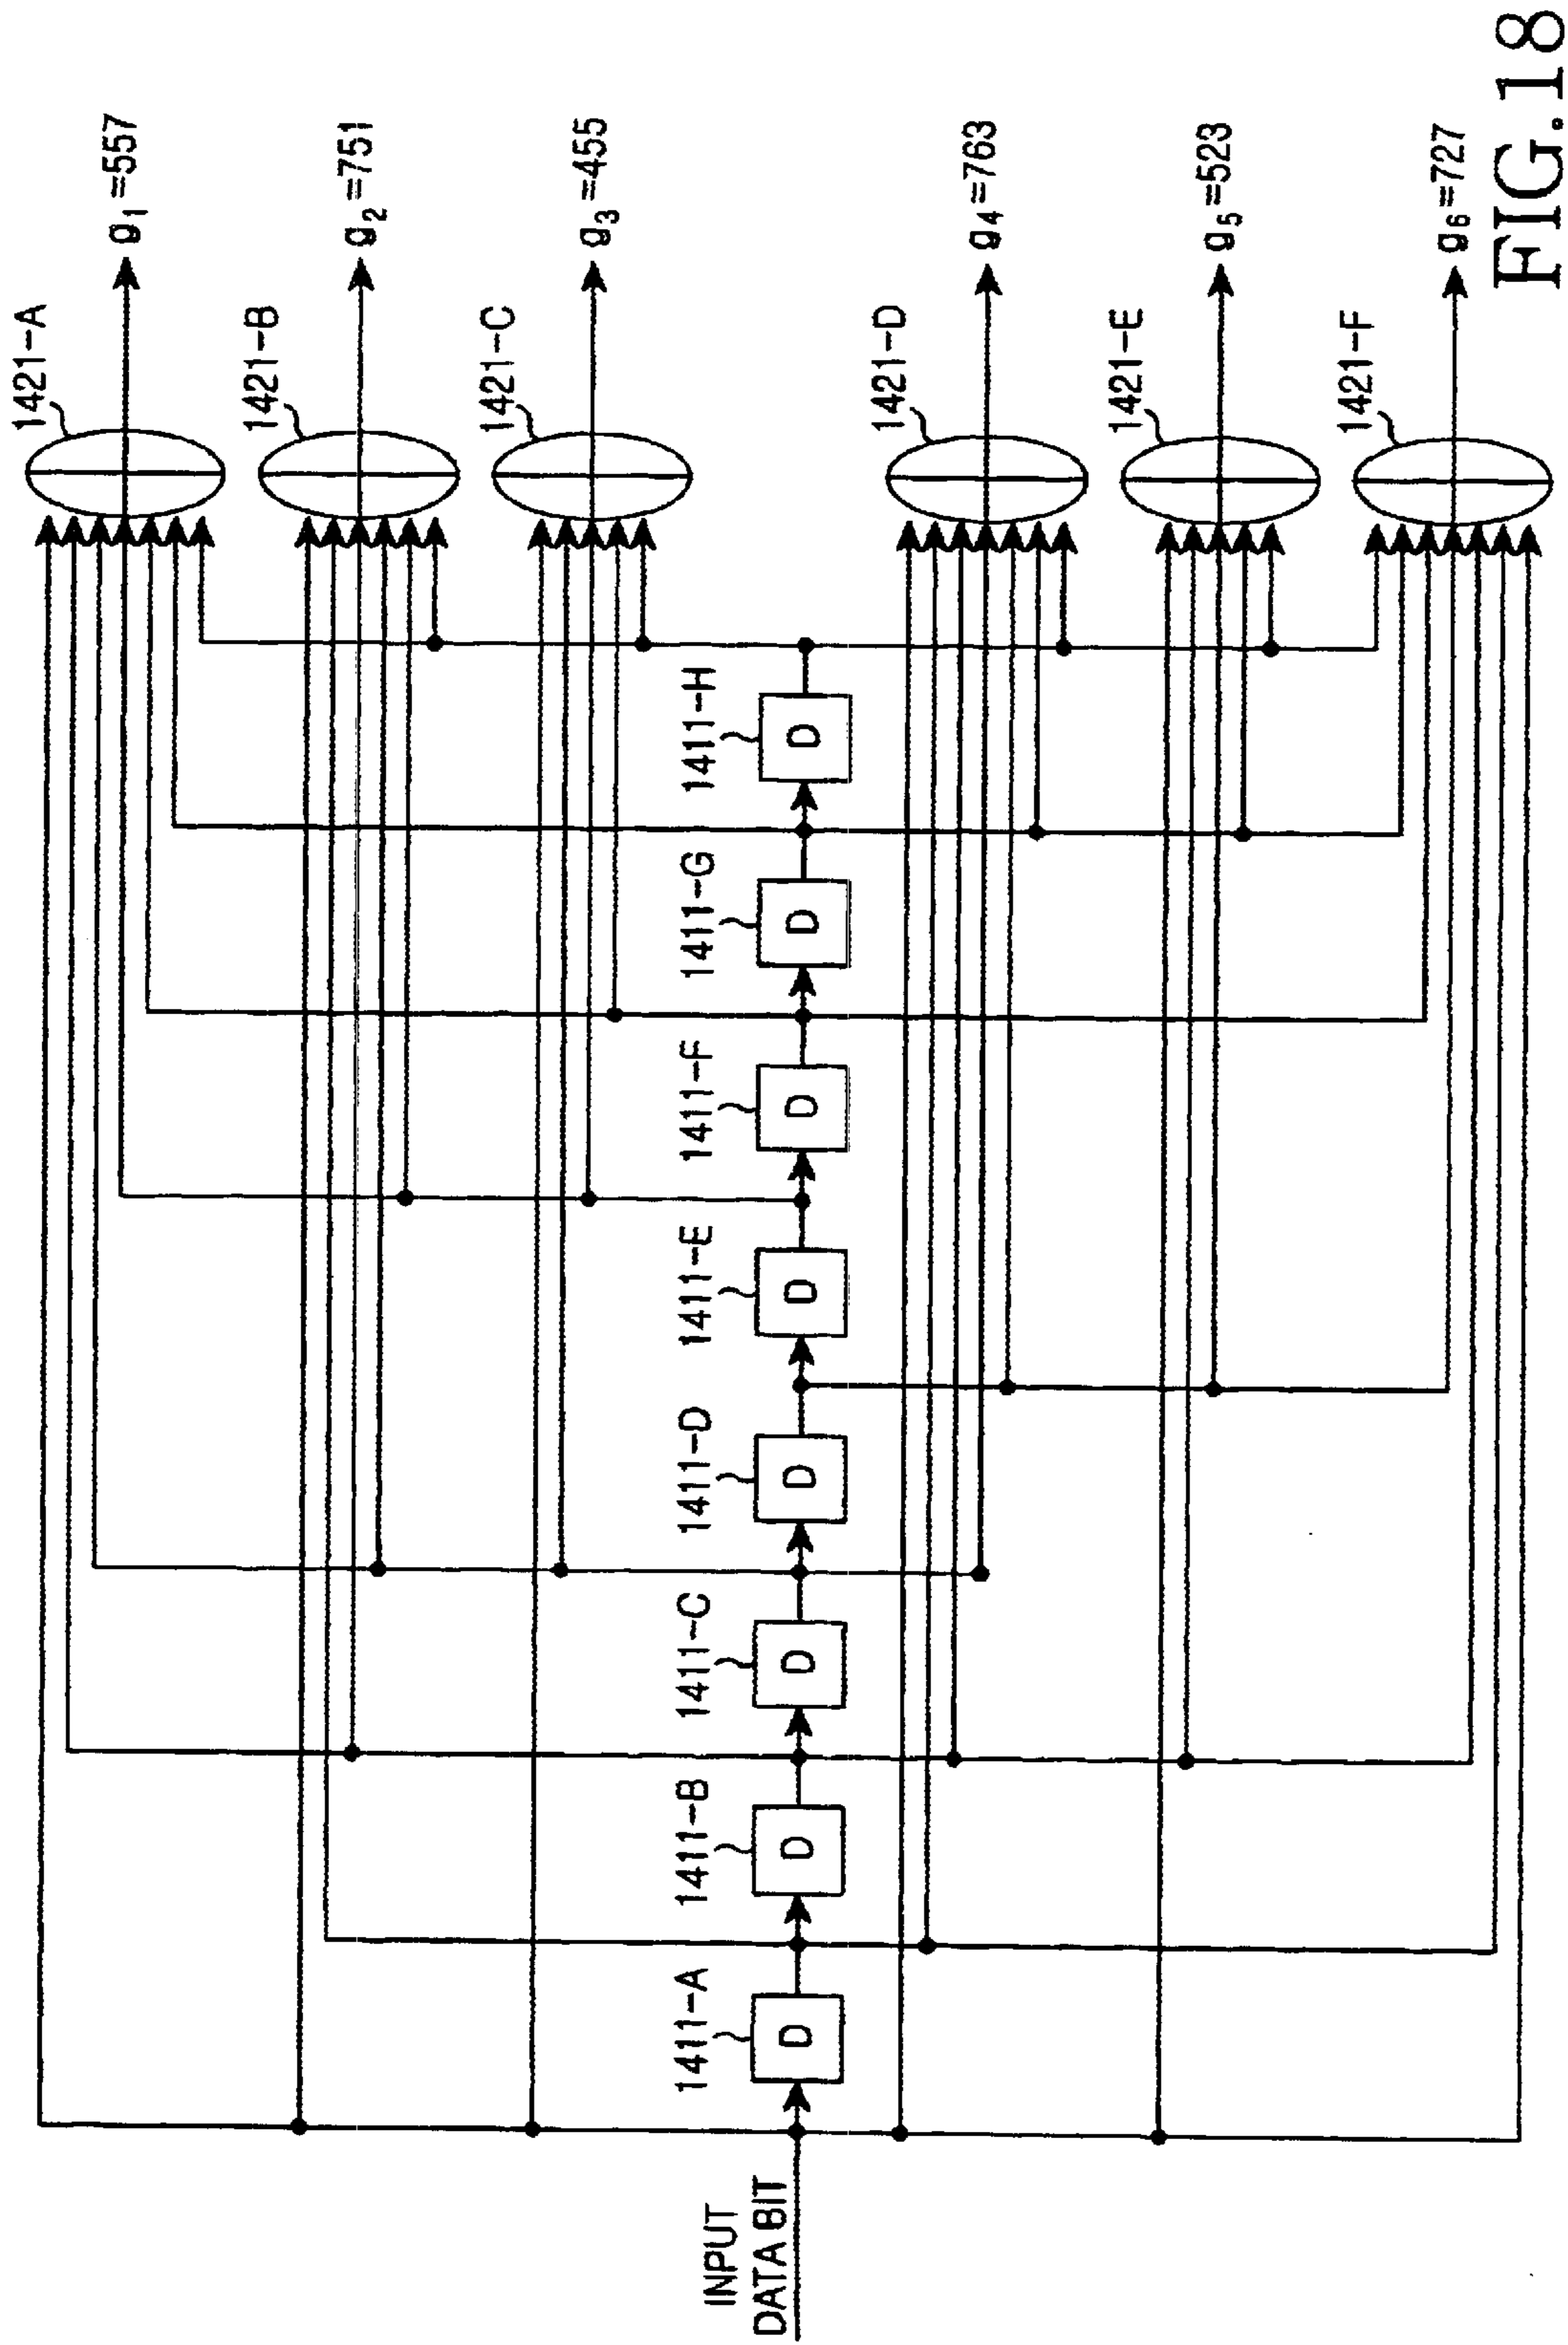 1421-A
g1 =557
1421-B
g2 =751
1421-C
g3 =455
1411-A
1411-B
1411-C
1411-D
1411-E
1411-F
1411-G
1411-H
INPUT
DATA BIT
D
D
D
D
D
D
D
D
1421-D
g4=763
1421-E
g5=523
1421-F
g6=727
FIG.18